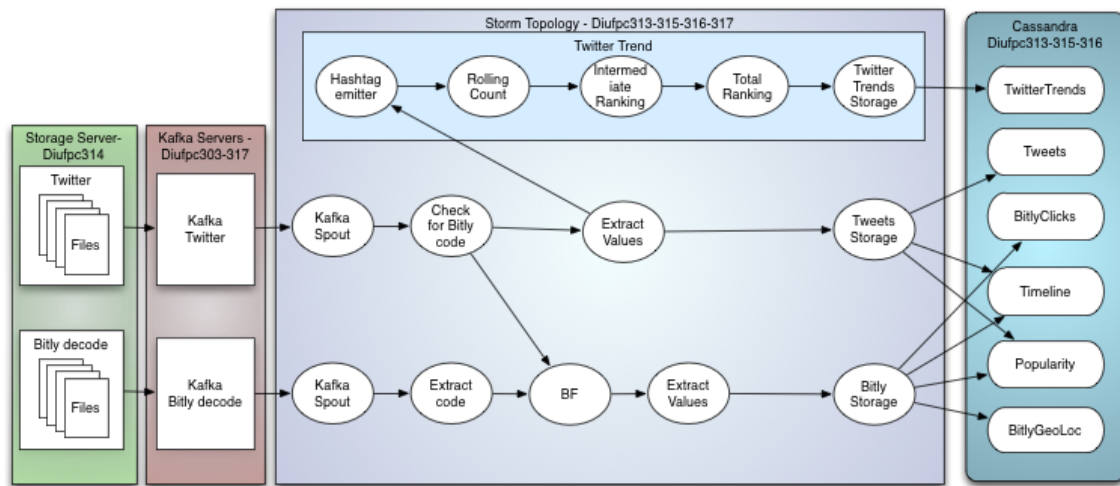 Storage Server-
Diufpc314
Twitter
Files
Bitly decode
Files
Kafka Servers -
Diufpc303-317
Kafka
Twitter
Kafka
Bitly decode
Storm Topology - Diufpc313-315-316-317
Twitter Trend
Hashtag
emitter
Rolling
Count
Intermed
iate
Ranking
Total
Ranking
Twitter
Trends
Storage
Kafka
Spout
Check
for Bitly
code
Extract
Values
Tweets
Storage
Kafka
Spout
Extract
code
BF
Extract
Values
Bitly
Storage
Cassandra
Diufpc313-315-316
TwitterTrends
Tweets
BitlyClicks
Timeline
Popularity
BitlyGeoLoc